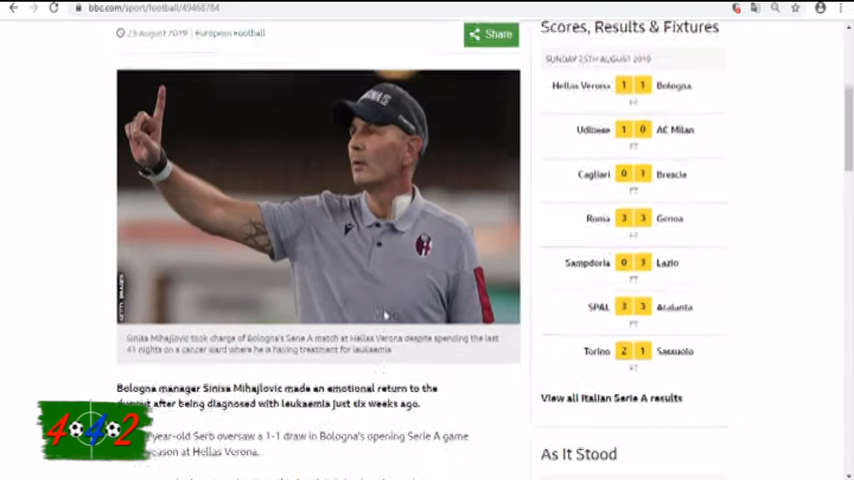 bbc.com/sport/football/49468784
August 2019 | European Football
Share
BOLOGNA FC
GETTY IMAGES
Sinisa Mihajlovic took charge of Bologna's Serie A match at Hellas Verona despite spending the last
41 nights on a cancer ward where he is having treatment for leukaemia
Bologna manager Sinisa Mihajlovic made an emotional return to the
after being diagnosed with leukaemia just six weeks ago.
year-old Serb oversaw a 1-1 draw in Bologna's opening Serie A game
at Hellas Verona.
4 4 2
Scores, Results & Fixtures
SUNDAY 25TH AUGUST 2019
Hellas Verona 1 1 Bologna
FT
Udinese 1 0 AC Milan
FT
Cagliari 0 1 Brescia
FT
Roma 3 3 Genoa
FT
Sampdoria 0 3 Lazio
FT
SPAL 3 3 Atalanta
FT
Torino 2 1 Sassuolo
FT
View all Italian Serie A results
As It Stood